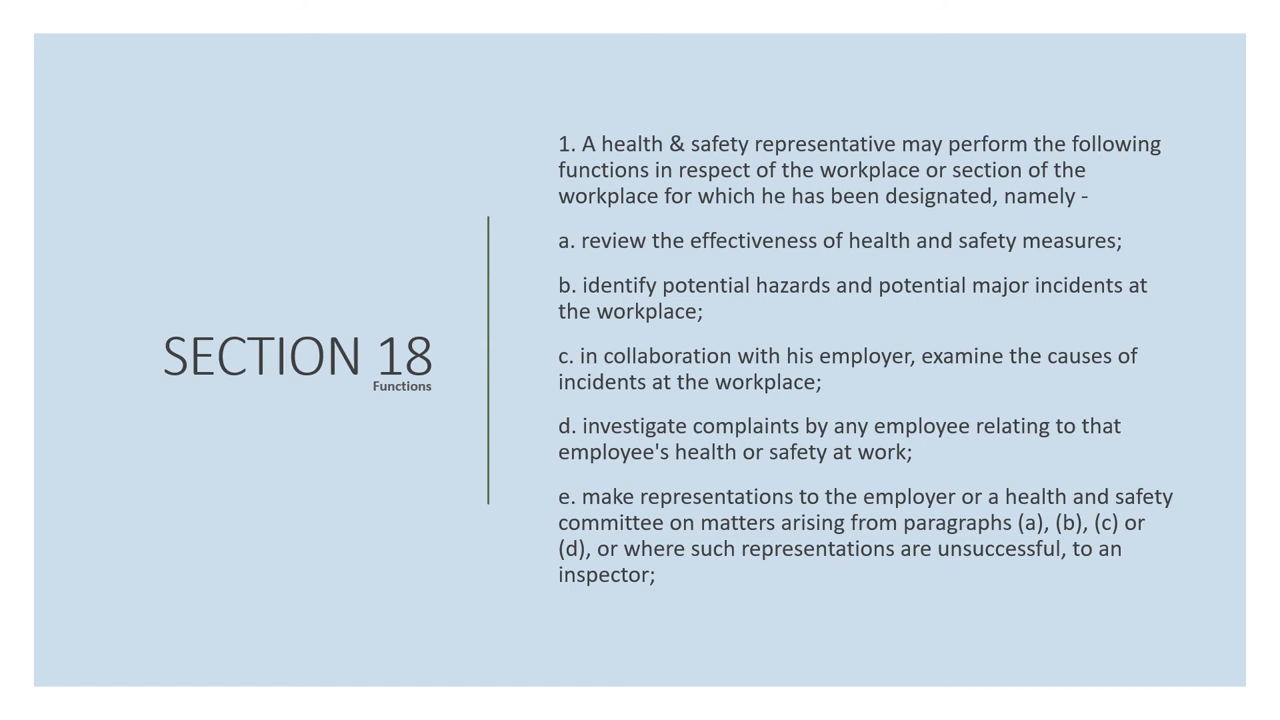 SECTION 18
Functions
1. A health & safety representative may perform the following
functions in respect of the workplace or section of the
workplace for which he has been designated, namely -
a. review the effectiveness of health and safety measures;
b. identify potential hazards and potential major incidents at
the workplace;
c. in collaboration with his employer, examine the causes of
incidents at the workplace;
d. investigate complaints by any employee relating to that
employee's health or safety at work;
e. make representations to the employer or a health and safety
committee on matters arising from paragraphs (a), (b), (c) or
(d), or where such representations are unsuccessful, to an
inspector;